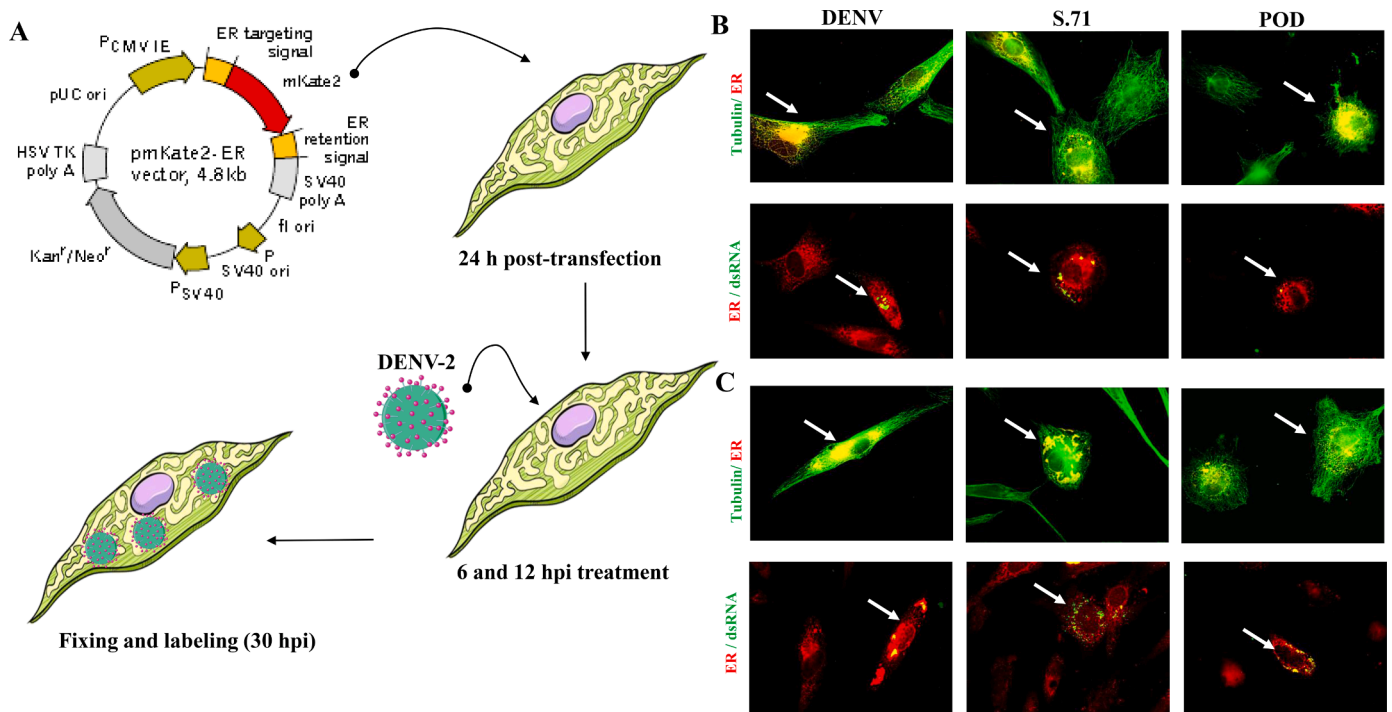 A
P CMV IE
ER targeting
signal
mKate2
ER
retention
signal
SV40
poly A
f1 ori
P
SV40 ori
P SV40
Kanʳ/Neoʳ
HSV TK
poly A
pUC ori
pmKate2-ER
vector, 4.8kb
24 h post-transfection
DENV-2
6 and 12 hpi treatment
Fixing and labeling (30 hpi)
B
DENV
S.71
POD
Tubulin/ ER
ER / dsRNA
C
Tubulin/ ER
ER / dsRNA